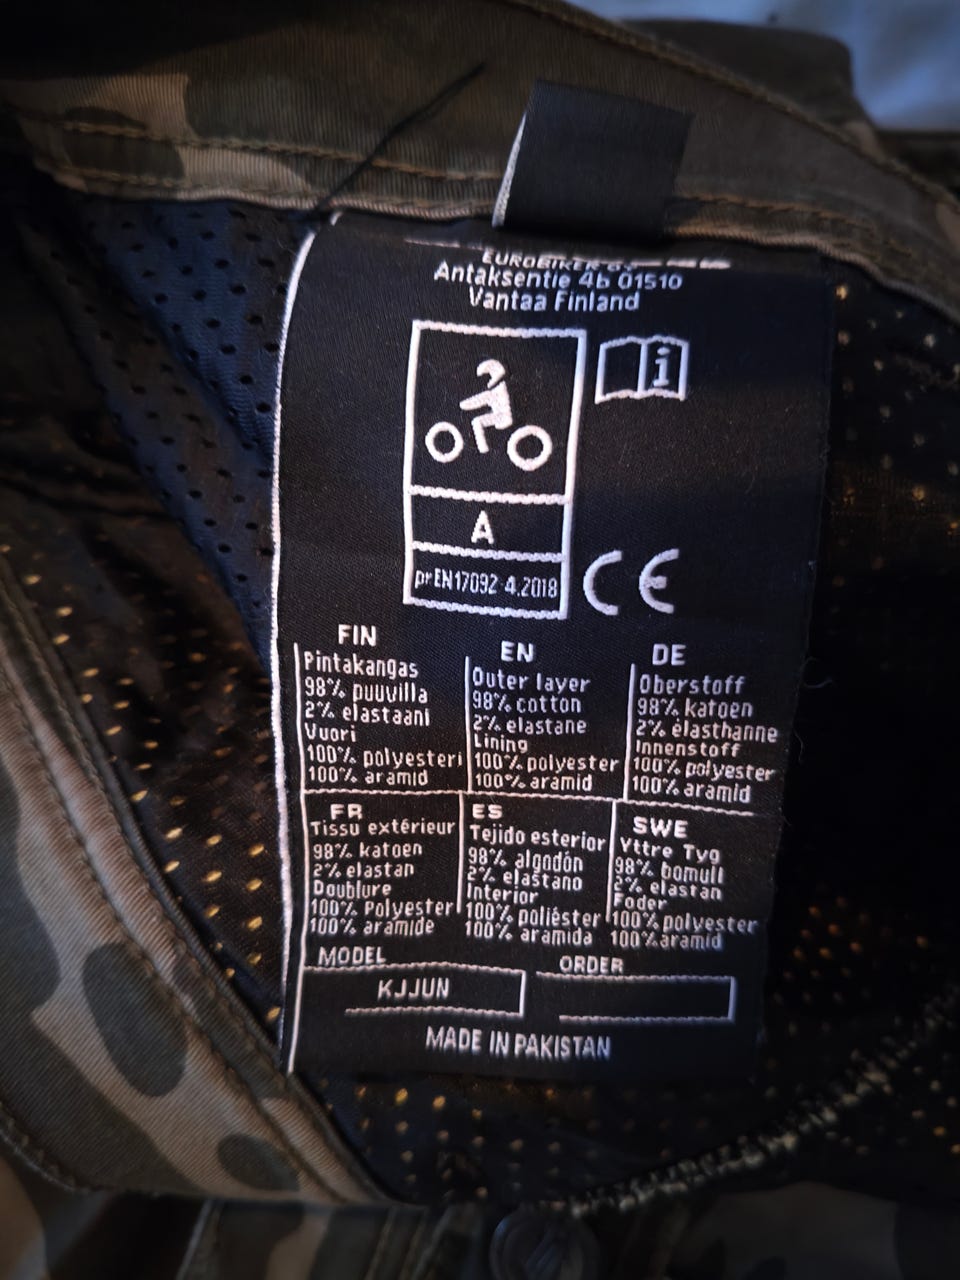 EUROBIKER
Antaksentie 4b 01510
Vantaa Finland
i
A
prEN17092-4.2018
CE
FIN
Pintakangas
98% puuvilla
2% elastaani
Vuori
100% polyesteri
100% aramid
EN
Outer layer
98% cotton
2% elastane
Lining
100% polyester
100% aramid
DE
Oberstoff
98% katoen
2% élasthanne
Innenstoff
100% polyester
100% aramid
FR
Tissu extérieur
98% katoen
2% elastan
Doublure
100% Polyester
100% aramide
ES
Tejido esterior
98% algodón
2% elastano
Interior
100% poliéster
100% aramida
SWE
Yttre Tyg
98% bomull
2% elastan
Foder
100% polyester
100%aramid
MODEL
KJJUN
ORDER
MADE IN PAKISTAN